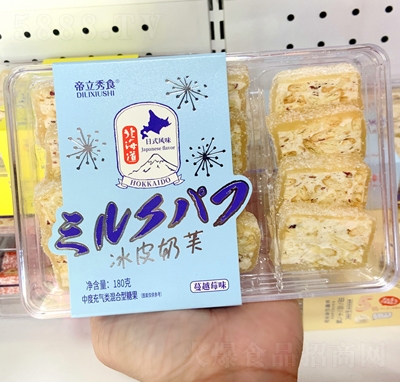 帝立秀食®
DILIXIUSHI
北海道
日式风味
Japanese flavor
HOKKAIDO
ミルクパフ
冰皮奶芙
净含量：180克
中度充气类混合型糖果
蔓越莓味